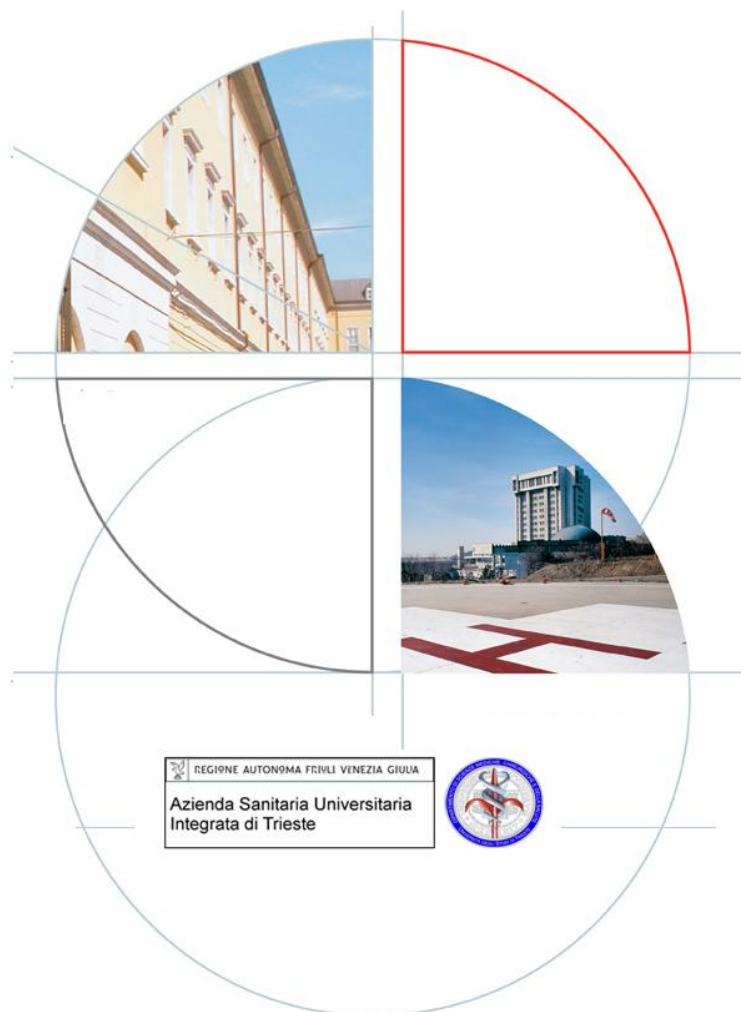 REGIONE AUTONOMA FRIULI VENEZIA GIULIA
Azienda Sanitaria Universitaria
Integrata di Trieste